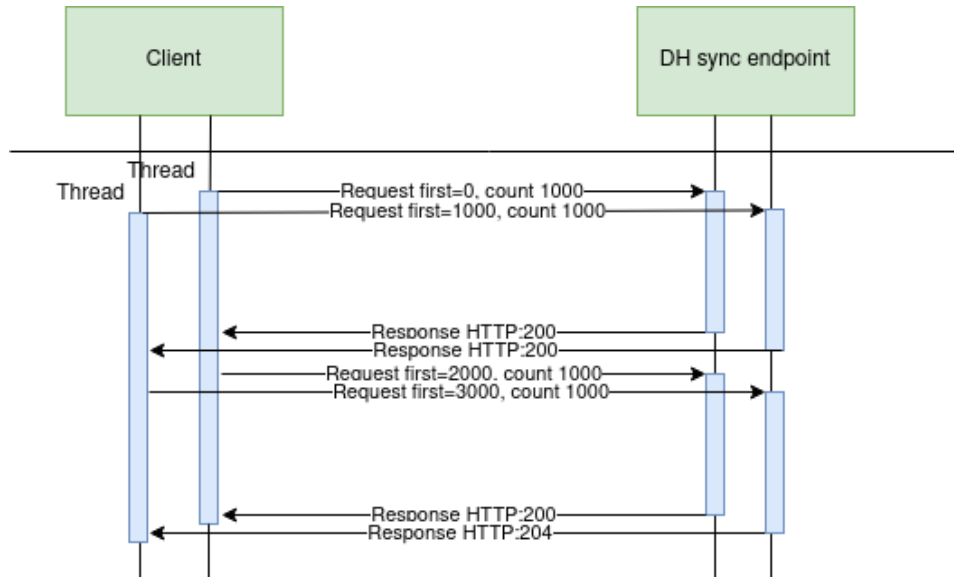 Client
DH sync endpoint
Thread
Thread
Request first=0, count 1000
Request first=1000, count 1000
Response HTTP:200
Response HTTP:200
Request first=2000, count 1000
Request first=3000, count 1000
Response HTTP:200
Response HTTP:204